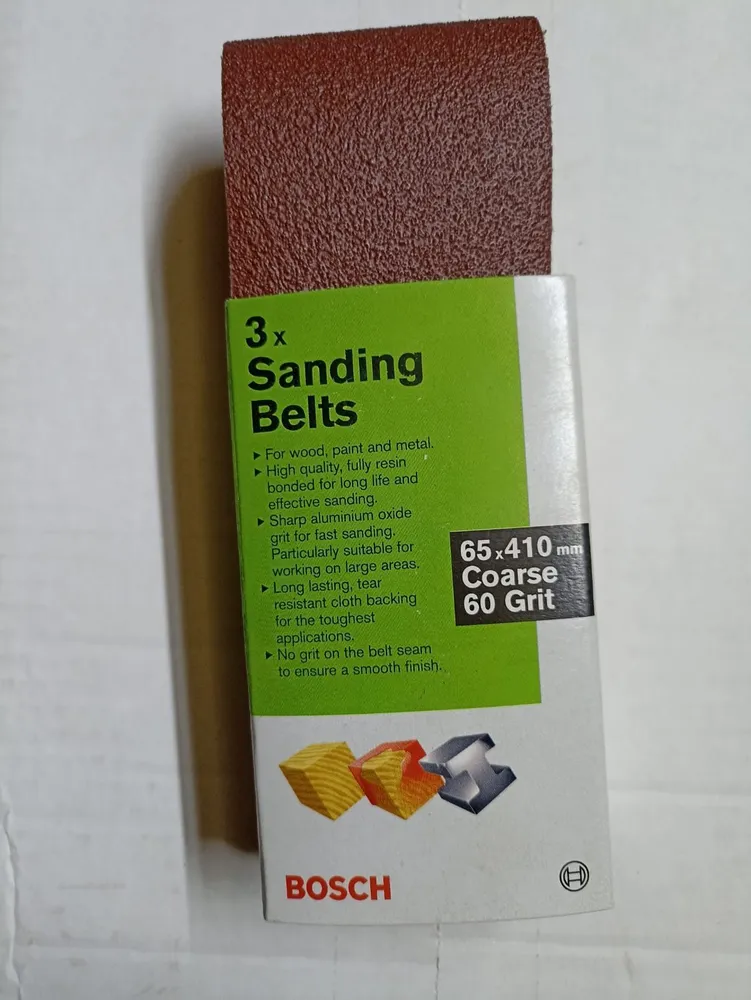 3 x
Sanding
Belts
▸ For wood, paint and metal.
▸ High quality, fully resin
bonded for long life and
effective sanding.
▸ Sharp aluminium oxide
grit for fast sanding.
Particularly suitable for
working on large areas.
▸ Long lasting, tear
resistant cloth backing
for the toughest
applications.
▸ No grit on the belt seam
to ensure a smooth finish.
65 x 410 mm
Coarse
60 Grit
BOSCH